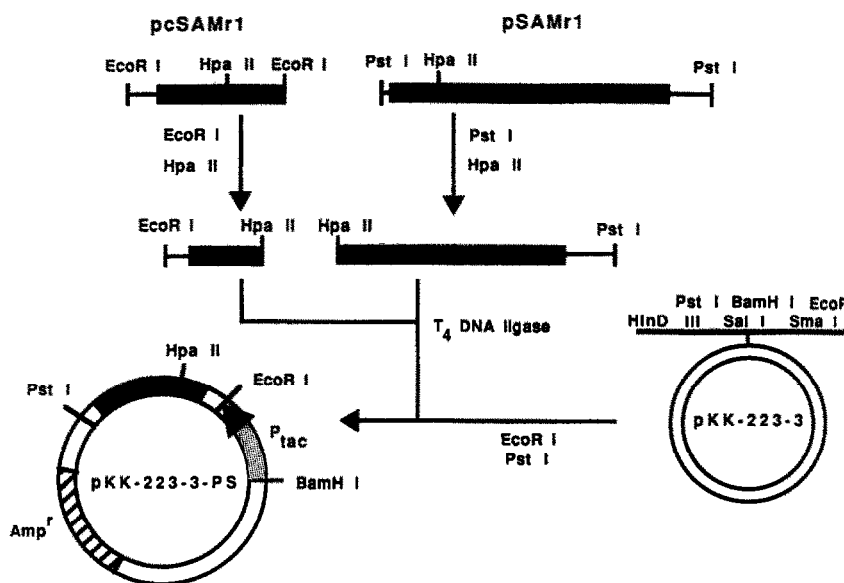 pcSAMr1
pSAMr1
EcoR I
Hpa II
EcoR I
Pst I
Hpa II
Pst I
EcoR I
Hpa II
Pst I
Hpa II
EcoR I
Hpa II
Hpa II
Pst I
T4 DNA ligase
Pst I BamH I EcoR
HinD III Sal I Sma I
pKK-223-3
EcoR I
Pst I
Hpa II
EcoR I
Pst I
Ptac
BamH I
pKK-223-3-PS
Ampr